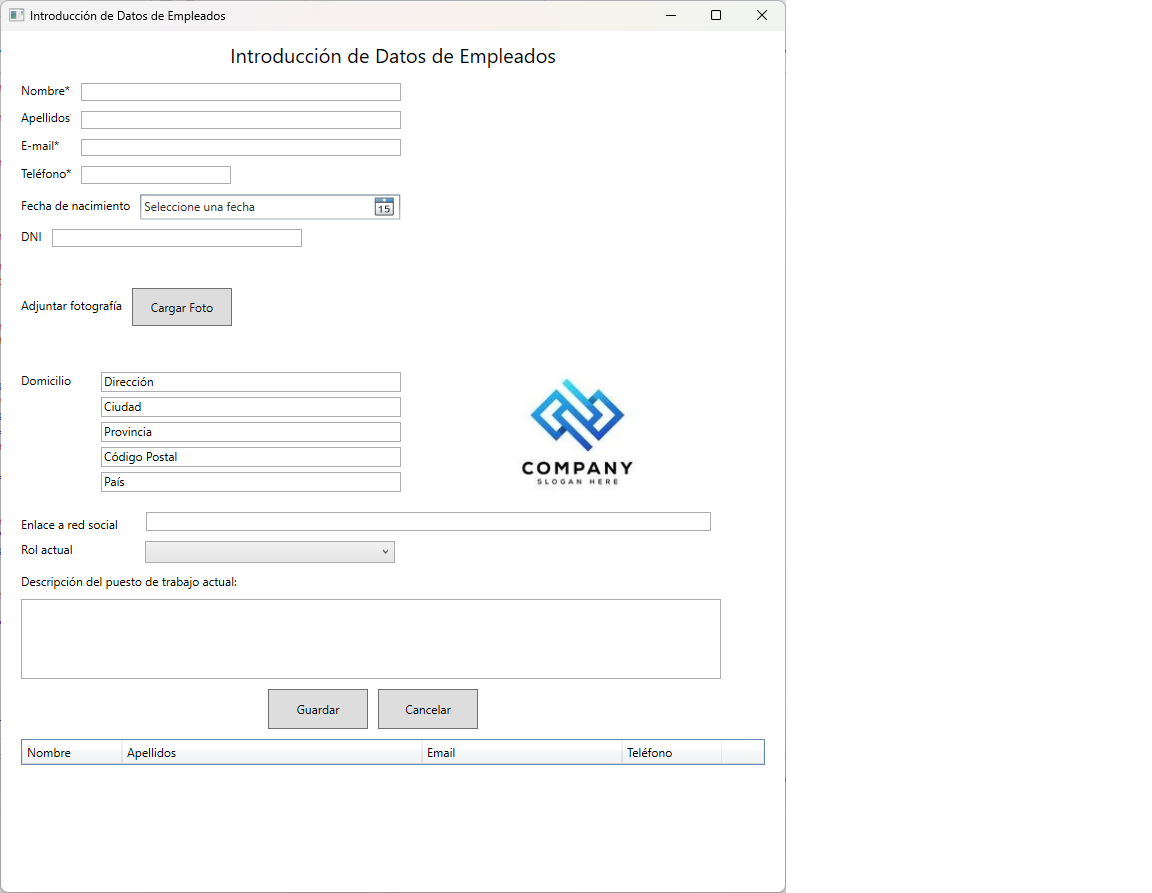 Introducción de Datos de Empleados
Introducción de Datos de Empleados
Nombre*
Apellidos
E-mail*
Teléfono*
Fecha de nacimiento Seleccione una fecha 15
DNI
Adjuntar fotografía Cargar Foto
Domicilio Dirección
Ciudad
Provincia
Código Postal
País
COMPANY
SLOGAN HERE
Enlace a red social
Rol actual
Descripción del puesto de trabajo actual:
Guardar Cancelar
Nombre Apellidos Email Teléfono